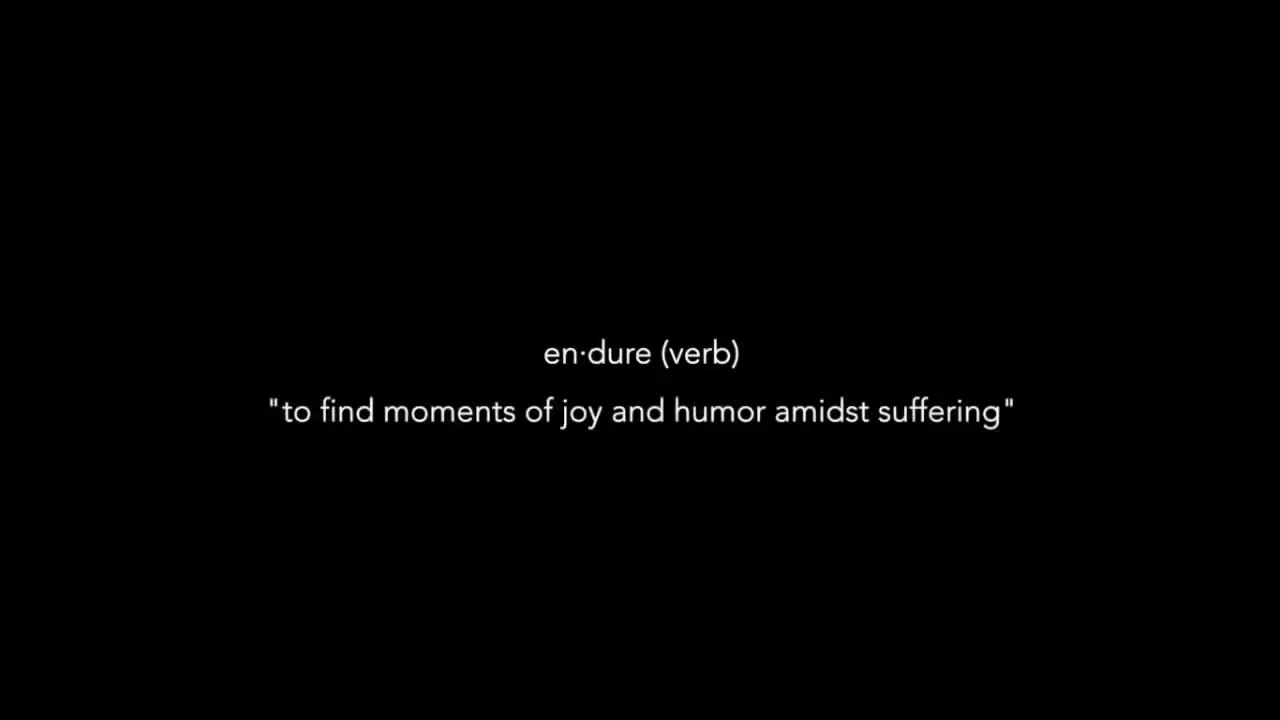 en·dure (verb)
"to find moments of joy and humor amidst suffering"